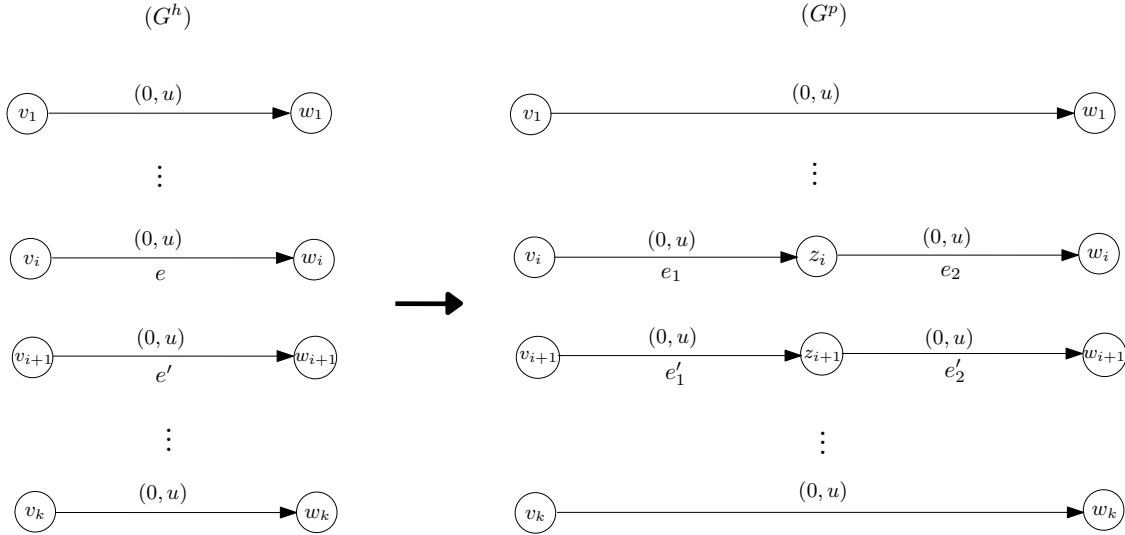 (G^h) (G^p)
(0, u) (0, u)
v_1 w_1 v_1 w_1
⋮ ⋮
(0, u) (0, u) (0, u)
v_i w_i v_i z_i w_i
e e_1 e_2
(0, u) (0, u) (0, u)
v_{i+1} w_{i+1} v_{i+1} z_{i+1} w_{i+1}
e' e'_1 e'_2
⋮ ⋮
(0, u) (0, u)
v_k w_k v_k w_k